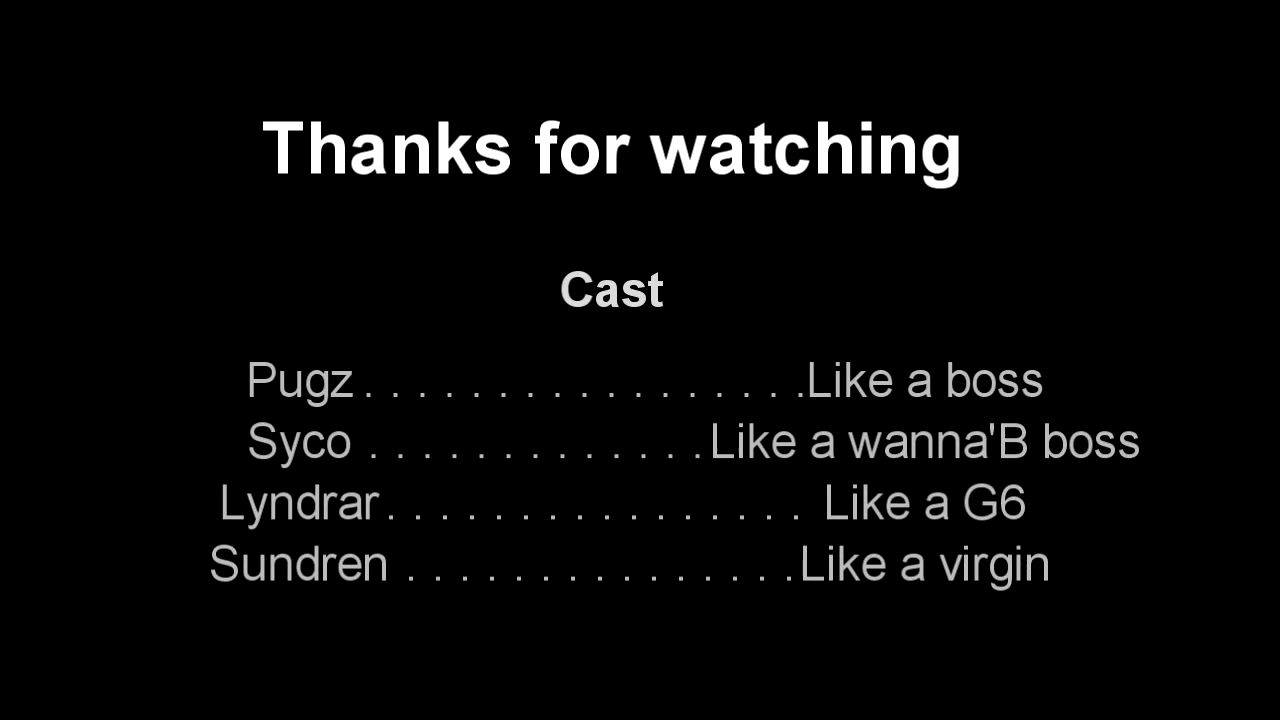 Thanks for watching
Cast
Pugz . . . . . . . . . . . . . . . . .Like a boss
Syco . . . . . . . . . . . . . Like a wanna'B boss
Lyndrar . . . . . . . . . . . . . . . . Like a G6
Sundren . . . . . . . . . . . . . . . Like a virgin